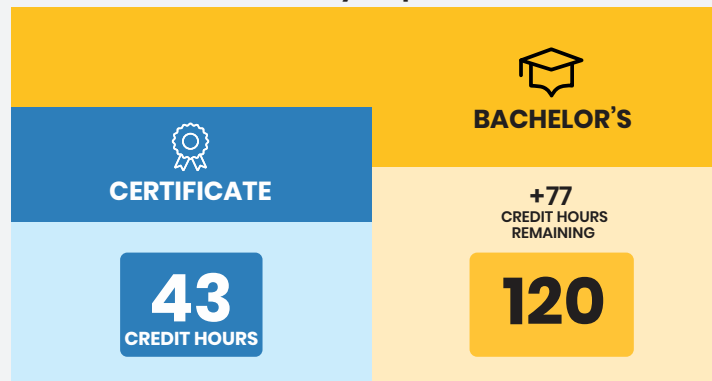 CERTIFICATE
43
CREDIT HOURS
BACHELOR’S
+77
CREDIT HOURS
REMAINING
120